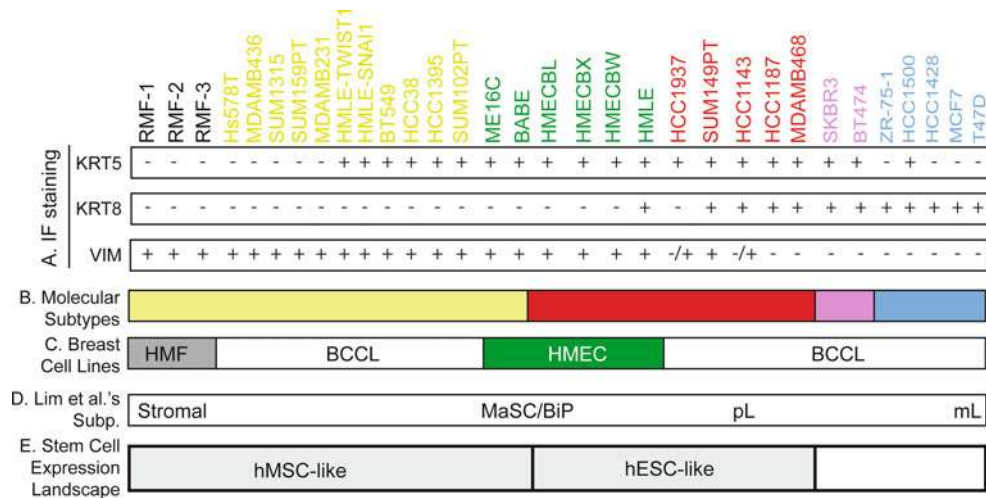 RMF-1
RMF-2
RMF-3
Hs578T
MDAMB436
SUM1315
SUM159PT
MDAMB231
HMLE-TWIST1
HMLE-SNAI1
BT549
HCC38
HCC1395
SUM102PT
ME16C
BABE
HMECBL
HMECBX
HMECBW
HMLE
HCC1937
SUM149PT
HCC1143
HCC1187
MDAMB468
SKBR3
BT474
ZR-75-1
HCC1500
HCC1428
MCF7
T47D
A. IF staining
KRT5 - - - - - - - - + + + + + + + + + + + + + + + + + + + - + - - -
KRT8 - - - - - - - - - - - - - - - - - - - + - + + + + + + + + + + +
VIM + + + + + + + + + + + + + + + + + + + + -/+ + -/+ - - - - - - - - -
B. Molecular
Subtypes
C. Breast
Cell Lines
HMF BCCL HMEC BCCL
D. Lim et al.'s
Subp.
Stromal MaSC/BiP pL mL
E. Stem Cell
Expression
Landscape
hMSC-like hESC-like